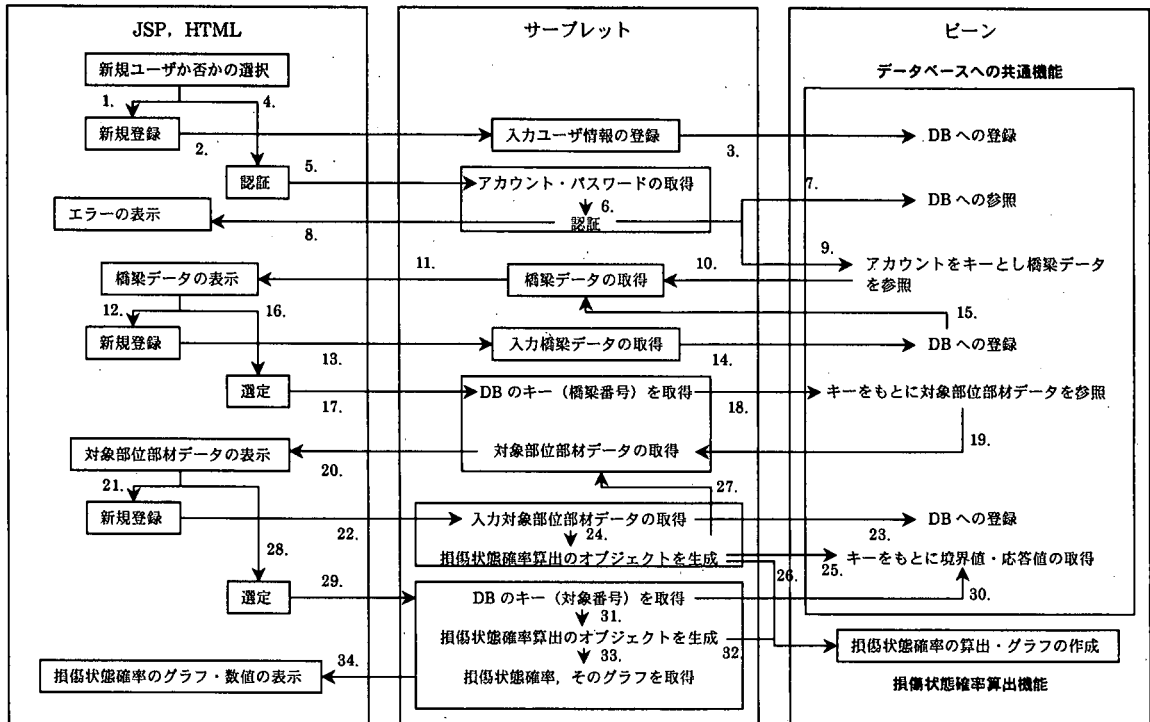 JSP, HTML
サーブレット
ビーン
新規ユーザか否かの選択
データベースへの共通機能
1.
4.
新規登録
2.
入力ユーザ情報の登録
3.
DBへの登録
認証
5.
アカウント・パスワードの取得
7.
6.
DBへの参照
エラーの表示
8.
認証
9.
アカウントをキーとし橋梁データ
を参照
橋梁データの表示
11.
橋梁データの取得
10.
12.
16.
15.
新規登録
13.
入力橋梁データの取得
14.
DBへの登録
選定
17.
DBのキー（橋梁番号）を取得
18.
キーをもとに対象部位部材データを参照
19.
対象部位部材データの表示
20.
対象部位部材データの取得
21.
27.
新規登録
22.
入力対象部位部材データの取得
23.
DBへの登録
24.
28.
損傷状態確率算出のオブジェクトを生成
26.
25.
キーをもとに境界値・応答値の取得
選定
29.
DBのキー（対象番号）を取得
30.
31.
損傷状態確率算出のオブジェクトを生成
32.
損傷状態確率の算出・グラフの作成
33.
損傷状態確率のグラフ・数値の表示
34.
損傷状態確率，そのグラフを取得
損傷状態確率算出機能